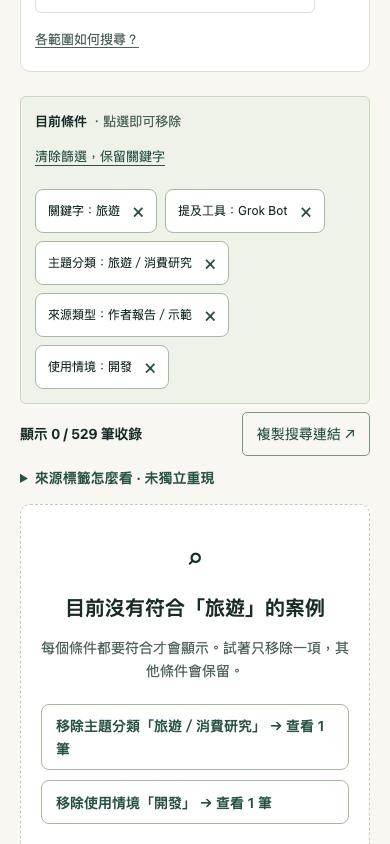 各範圍如何搜尋？
目前條件 · 點選即可移除
清除篩選，保留關鍵字
關鍵字：旅遊 ×
提及工具：Grok Bot ×
主題分類：旅遊 / 消費研究 ×
來源類型：作者報告 / 示範 ×
使用情境：開發 ×
顯示 0 / 529 筆收錄
複製搜尋連結 ↗
▶ 來源標籤怎麼看 · 未獨立重現
目前沒有符合「旅遊」的案例
每個條件都要符合才會顯示。試著只移除一項，其
他條件會保留。
移除主題分類「旅遊 / 消費研究」 → 查看 1
筆
移除使用情境「開發」 → 查看 1 筆